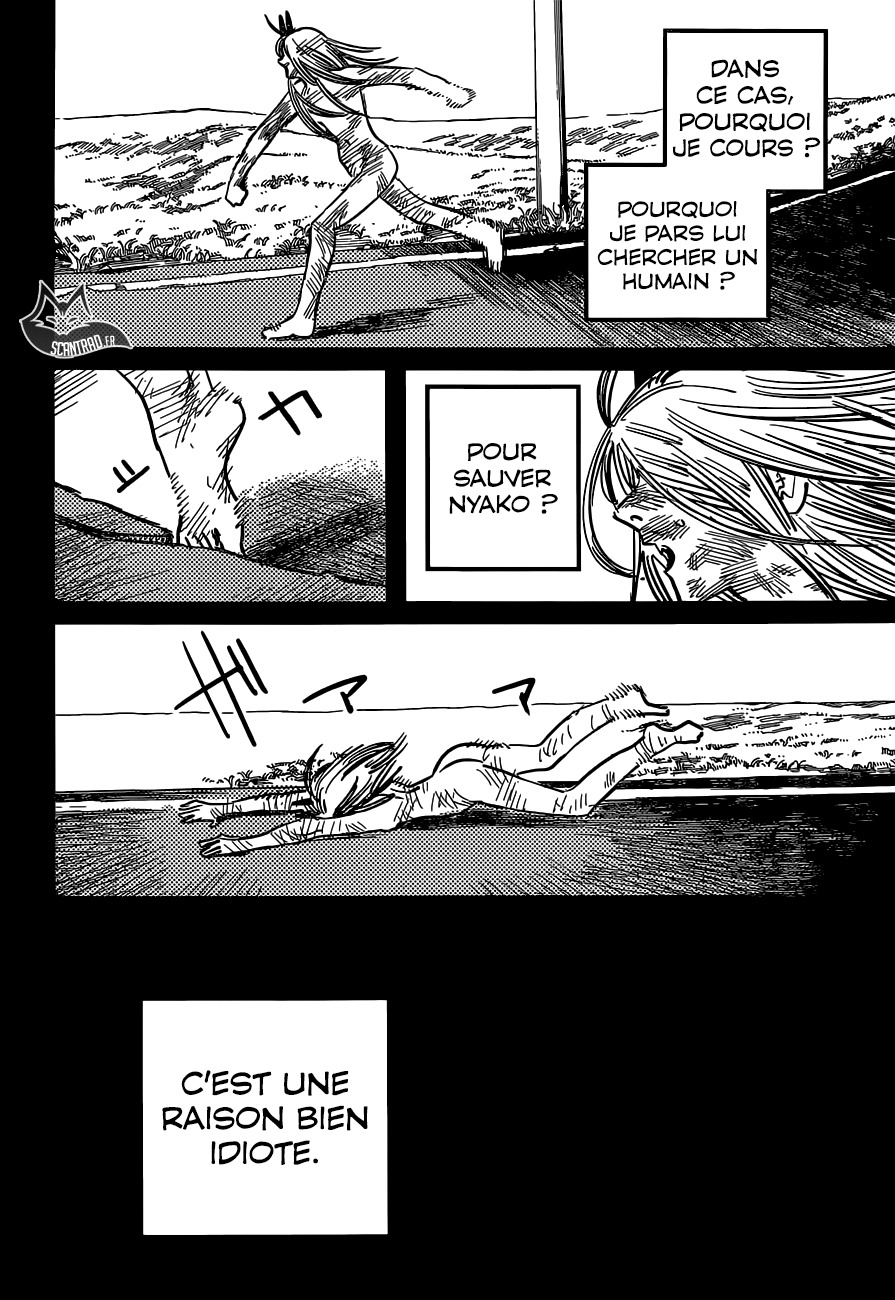 DANS
CE CAS,
POURQUOI
JE COURS ?
POURQUOI
JE PARS LUI
CHERCHER UN
HUMAIN ?
SCANTRAD.FR
POUR
SAUVER
NYAKO ?
C'EST UNE
RAISON BIEN
IDIOTE.